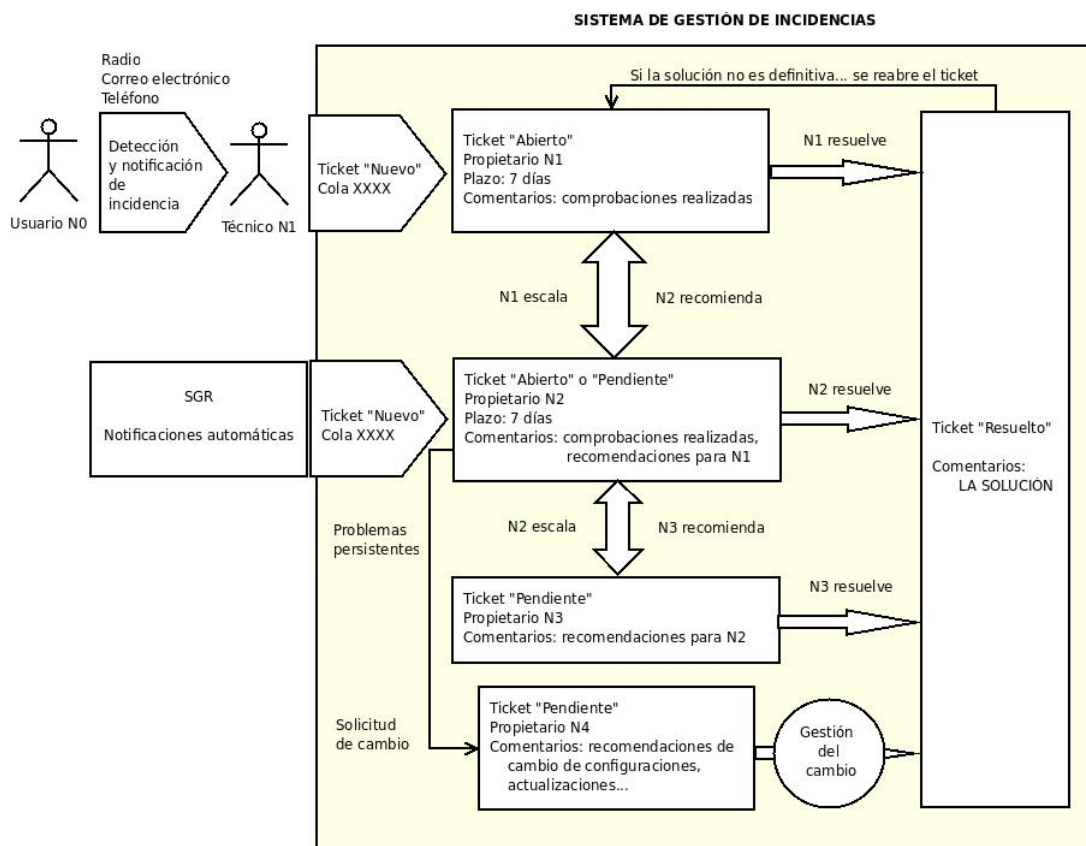 SISTEMA DE GESTIÓN DE INCIDENCIAS
Radio
Correo electrónico
Teléfono
Si la solución no es definitiva... se reabre el ticket
Detección
y notificación
de
incidencia
Usuario N0
Técnico N1
Ticket "Nuevo"
Cola XXXX
Ticket "Abierto"
Propietario N1
Plazo: 7 días
Comentarios: comprobaciones realizadas
N1 resuelve
N1 escala
N2 recomienda
SGR
Notificaciones automáticas
Ticket "Nuevo"
Cola XXXX
Ticket "Abierto" o "Pendiente"
Propietario N2
Plazo: 7 días
Comentarios: comprobaciones realizadas,
recomendaciones para N1
N2 resuelve
Ticket "Resuelto"
Comentarios:
LA SOLUCIÓN
Problemas
persistentes
N2 escala
N3 recomienda
Ticket "Pendiente"
Propietario N3
Comentarios: recomendaciones para N2
N3 resuelve
Solicitud
de cambio
Ticket "Pendiente"
Propietario N4
Comentarios: recomendaciones de
cambio de configuraciones,
actualizaciones...
Gestión
del
cambio